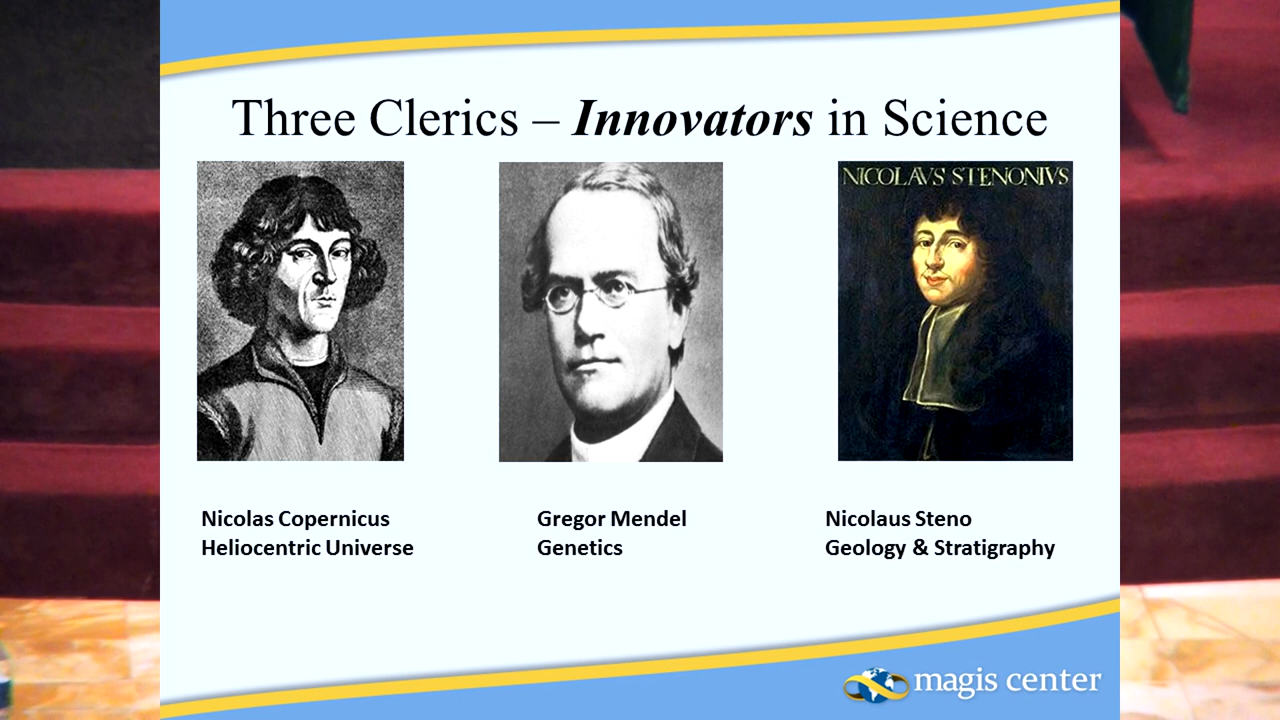 Three Clerics – Innovators in Science
NICOLAVS STENONIVS
Nicolas Copernicus
Heliocentric Universe
Gregor Mendel
Genetics
Nicolaus Steno
Geology & Stratigraphy
magis center